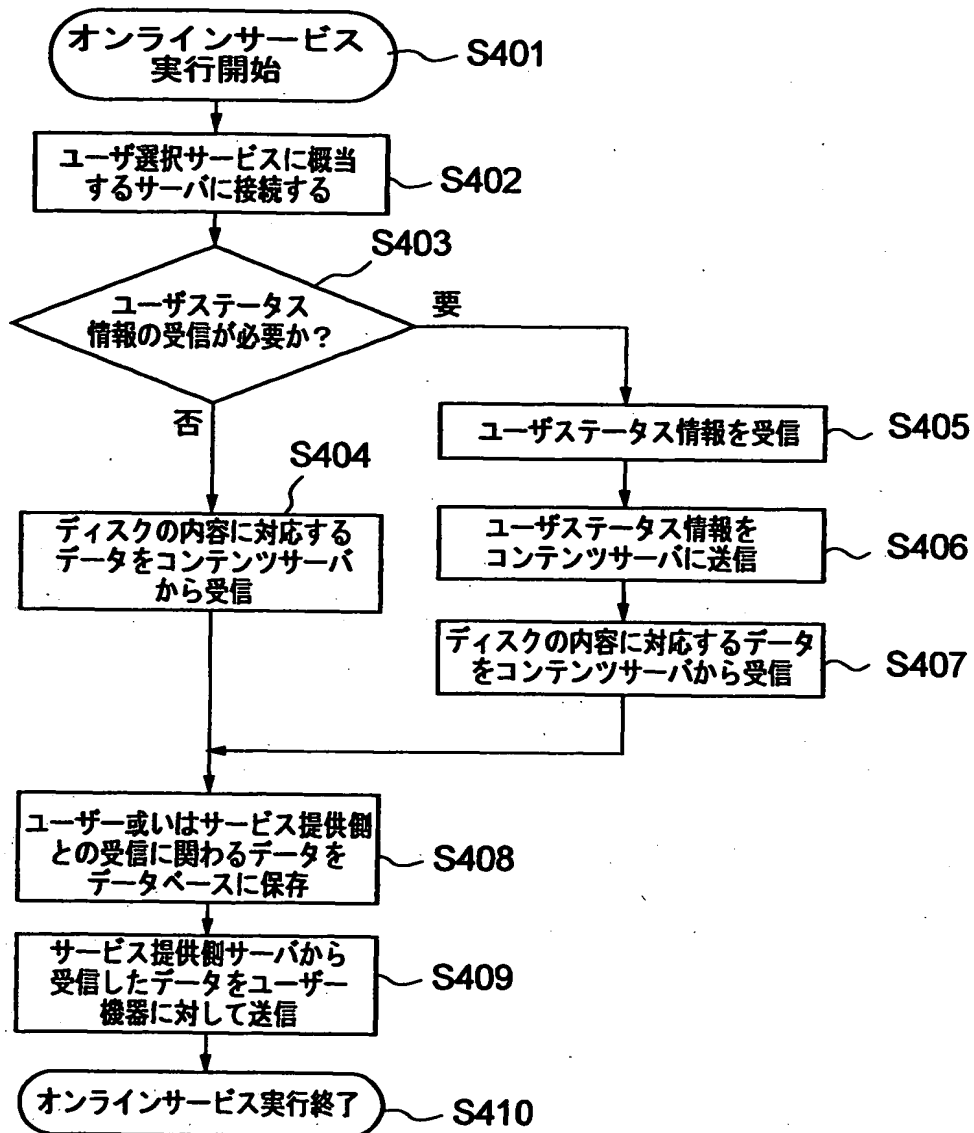 オンラインサービス
実行開始
S401
ユーザ選択サービスに概当
するサーバに接続する
S402
S403
ユーザステータス
情報の受信が必要か？
要
否
S404
ディスクの内容に対応する
データをコンテンツサーバ
から受信
ユーザステータス情報を受信
S405
ユーザステータス情報を
コンテンツサーバに送信
S406
ディスクの内容に対応するデータ
をコンテンツサーバから受信
S407
ユーザー或いはサービス提供側
との受信に関わるデータを
データベースに保存
S408
サービス提供側サーバから
受信したデータをユーザー
機器に対して送信
S409
オンラインサービス実行終了
S410